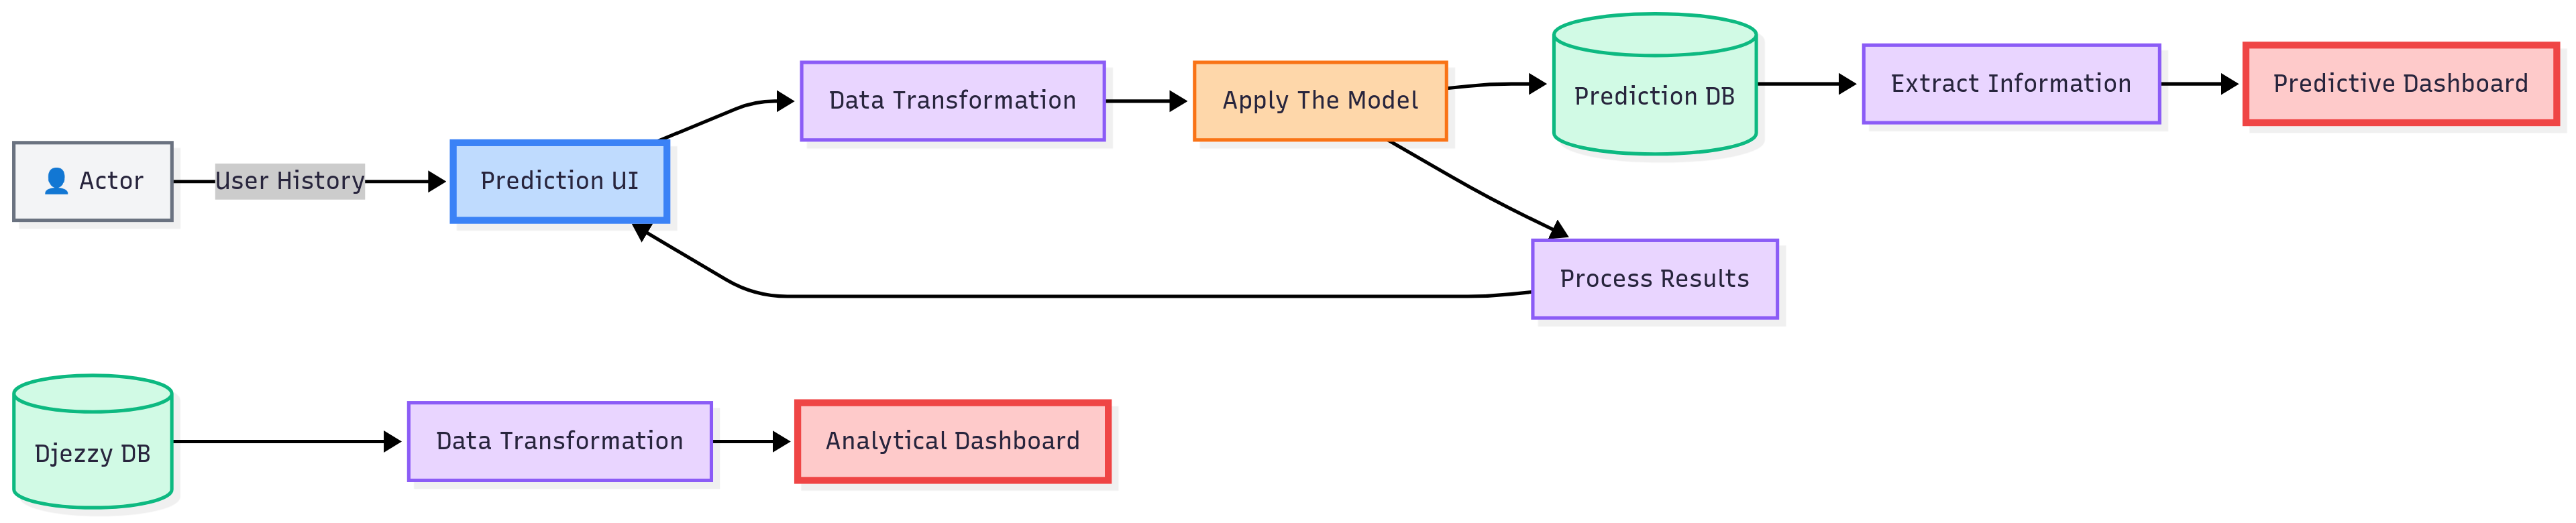 👤 Actor
User History
Prediction UI
Data Transformation
Apply The Model
Prediction DB
Extract Information
Predictive Dashboard
Process Results
Djezzy DB
Data Transformation
Analytical Dashboard